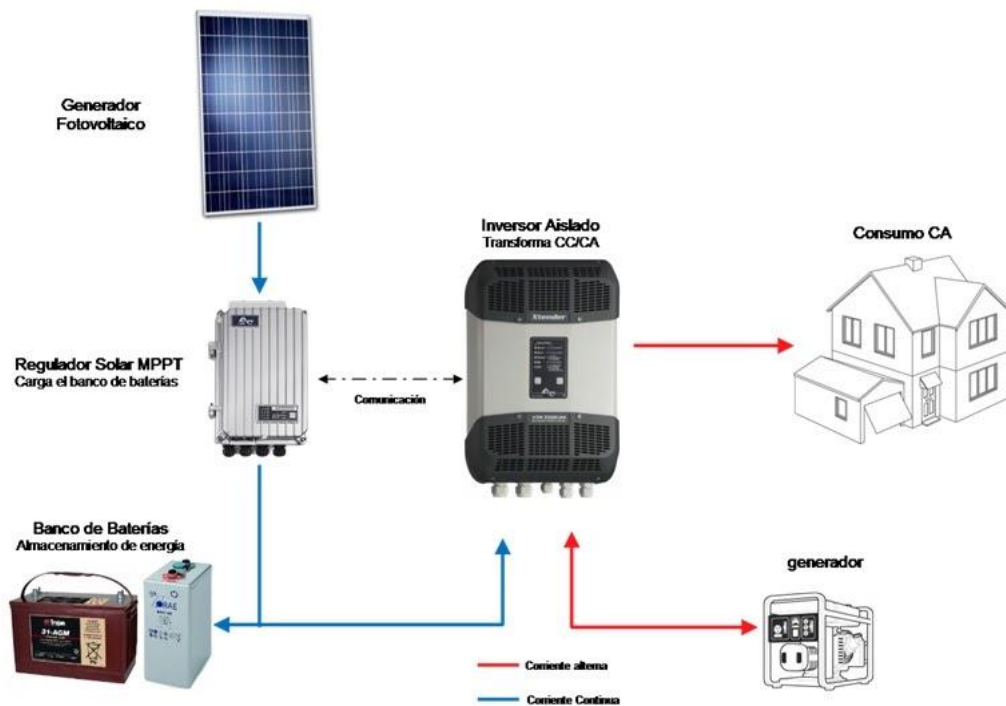 Generador
Fotovoltaico
Inversor Aislado
Transforma CC/CA
Consumo CA
Xtender
Regulador Solar MPPT
Carga el banco de baterías
Comunicación
Banco de Baterías
Almacenamiento de energía
generador
Trojan
31-AGM
Corriente alterna
Corriente Continua